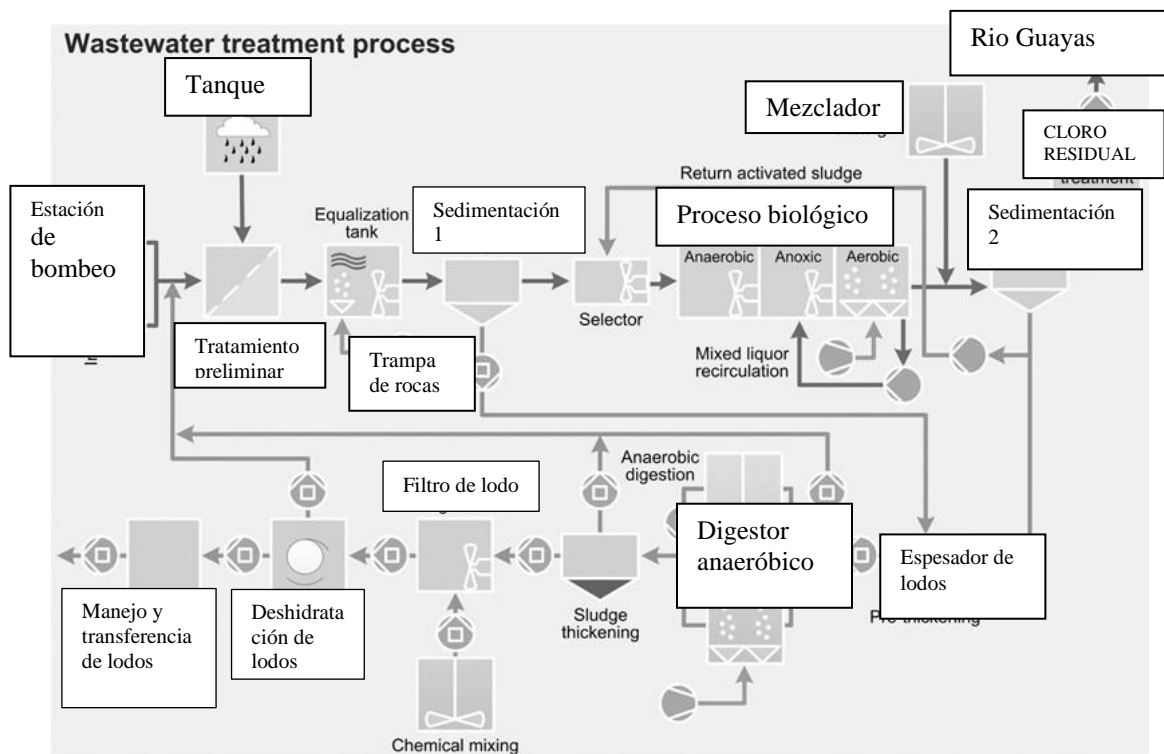 Wastewater treatment process
Rio Guayas
Tanque
Mezclador
CLORO
RESIDUAL
treatment
Return activated sludge
Estación
de
bombeo
Equalization
tank
Sedimentación
1
Proceso biológico
Sedimentación
2
Anaerobic
Anoxic
Aerobic
Selector
Tratamiento
preliminar
Trampa
de rocas
Mixed liquor
recirculation
Anaerobic
digestion
Filtro de lodo
Digestor
anaeróbico
Espesador de
lodos
Manejo y
transferencia
de lodos
Deshidrata
ción de
lodos
Sludge
thickening
Chemical mixing